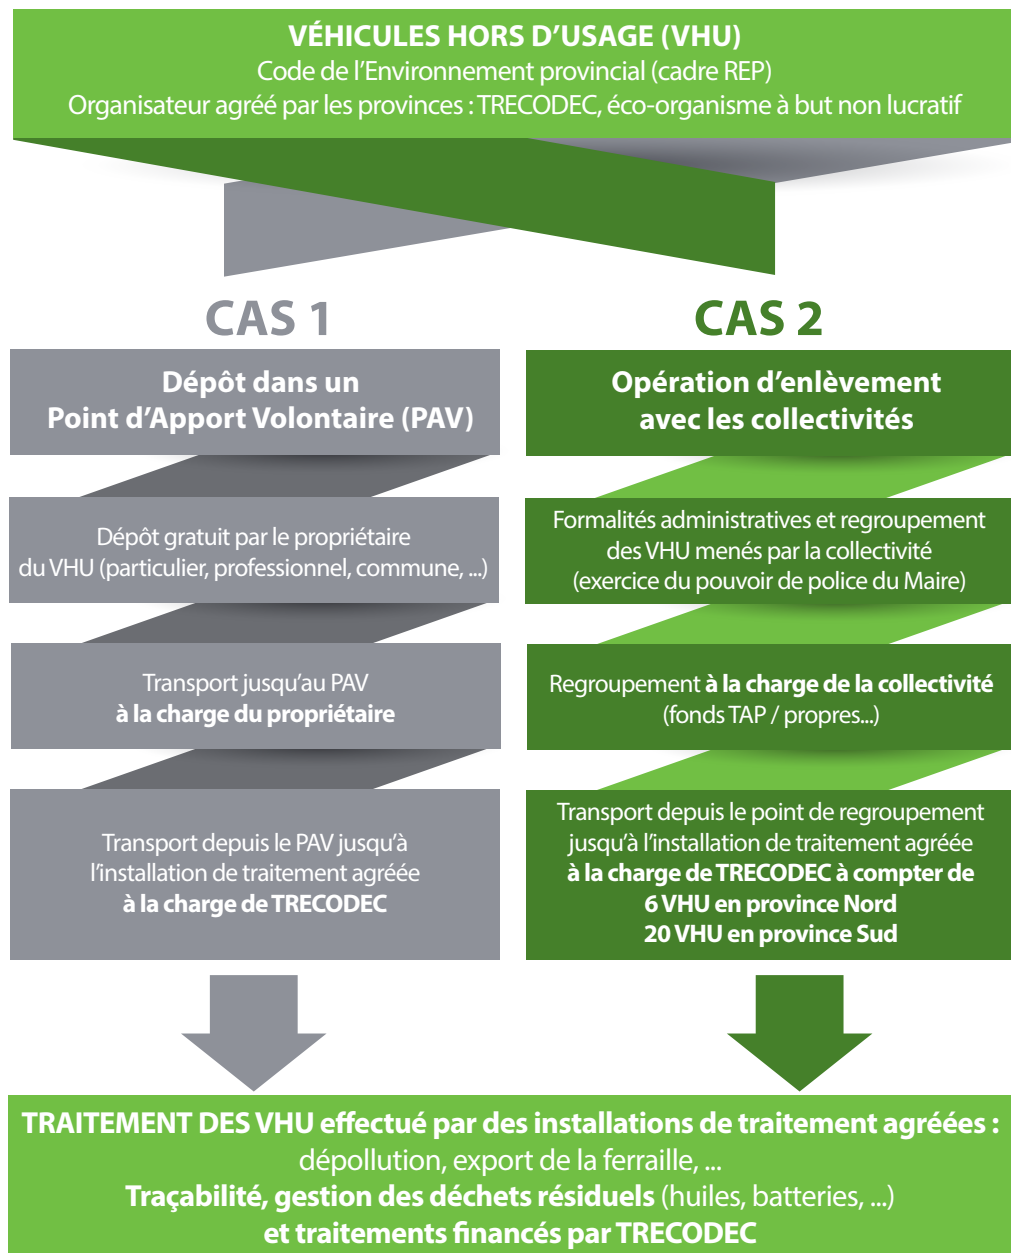 VÉHICULES HORS D’USAGE (VHU)
Code de l’Environnement provincial (cadre REP)
Organisateur agréé par les provinces : TRECODEC, éco-organisme à but non lucratif
CAS 1
Dépôt dans un
Point d’Apport Volontaire (PAV)
Dépôt gratuit par le propriétaire
du VHU (particulier, professionnel, commune, ...)
Transport jusqu’au PAV
à la charge du propriétaire
Transport depuis le PAV jusqu’à
l’installation de traitement agréée
à la charge de TRECODEC
CAS 2
Opération d’enlèvement
avec les collectivités
Formalités administratives et regroupement
des VHU menés par la collectivité
(exercice du pouvoir de police du Maire)
Regroupement à la charge de la collectivité
(fonds TAP / propres...)
Transport depuis le point de regroupement
jusqu’à l’installation de traitement agréée
à la charge de TRECODEC à compter de
6 VHU en province Nord
20 VHU en province Sud
TRAITEMENT DES VHU effectué par des installations de traitement agréées :
dépollution, export de la ferraille, ...
Traçabilité, gestion des déchets résiduels (huiles, batteries, ...)
et traitements financés par TRECODEC